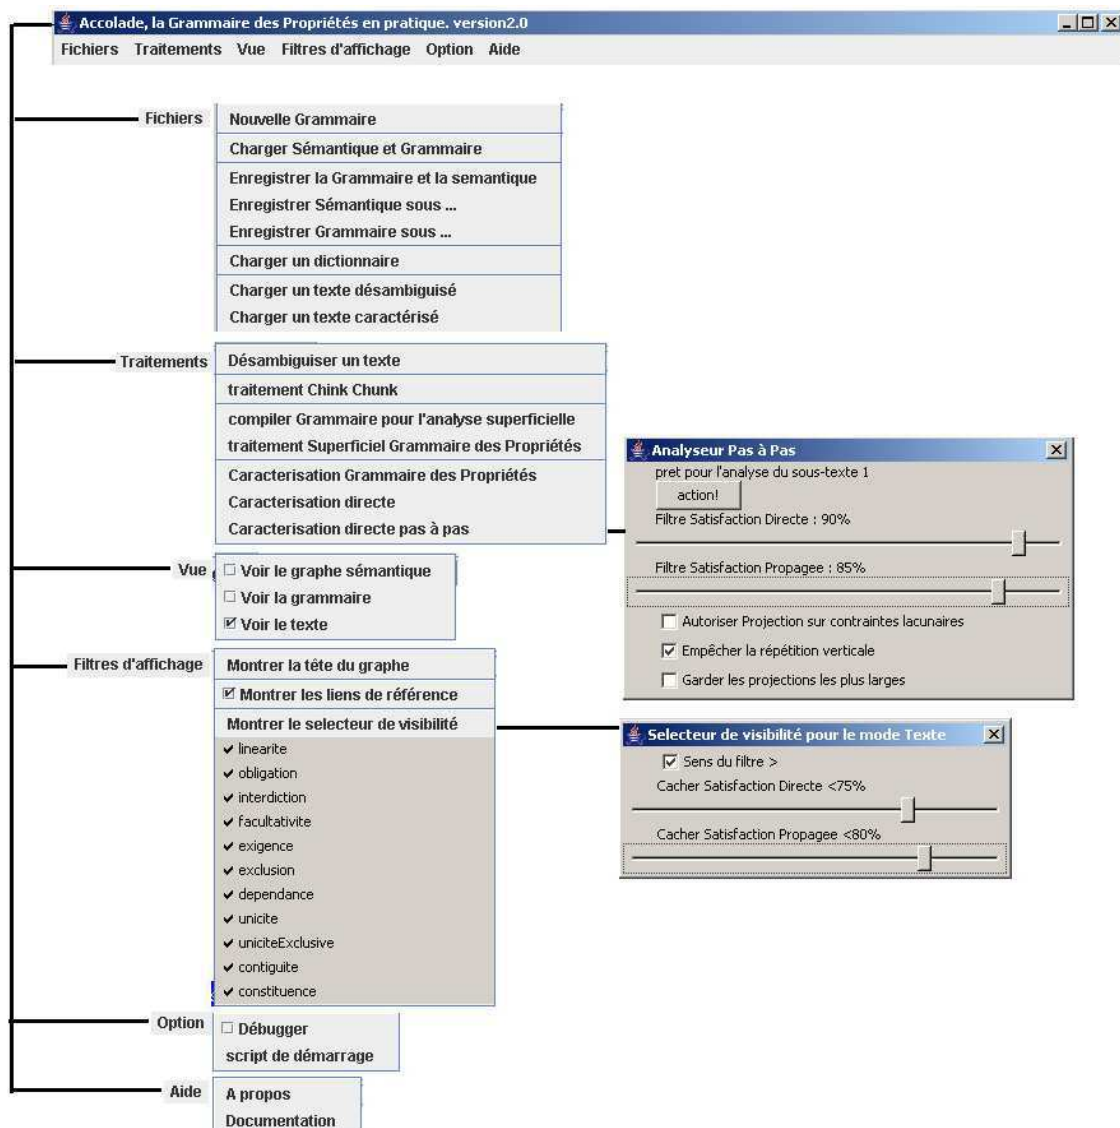 Accolade, la Grammaire des Propriétés en pratique. version2.0
Fichiers Traitements Vue Filtres d'affichage Option Aide
Fichiers
Nouvelle Grammaire
Charger Sémantique et Grammaire
Enregistrer la Grammaire et la semantique
Enregistrer Sémantique sous ...
Enregistrer Grammaire sous ...
Charger un dictionnaire
Charger un texte désambiguisé
Charger un texte caractérisé
Traitements
Désambiguiser un texte
traitement Chink Chunk
compiler Grammaire pour l'analyse superficielle
traitement Superficiel Grammaire des Propriétés
Caracterisation Grammaire des Propriétés
Caracterisation directe
Caracterisation directe pas à pas
Analyseur Pas à Pas
pret pour l'analyse du sous-texte 1
action!
Filtre Satisfaction Directe : 90%
Filtre Satisfaction Propagee : 85%
Autoriser Projection sur contraintes lacunaires
Empêcher la répétition verticale
Garder les projections les plus larges
Vue
Voir le graphe sémantique
Voir la grammaire
Voir le texte
Filtres d'affichage
Montrer la tête du graphe
Montrer les liens de référence
Montrer le selecteur de visibilité
linearite
obligation
interdiction
facultativite
exigence
exclusion
dependance
unicite
uniciteExclusive
contiguite
constituence
Selecteur de visibilité pour le mode Texte
Sens du filtre >
Cacher Satisfaction Directe <75%
Cacher Satisfaction Propagee <80%
Option
Débugger
script de démarrage
Aide
A propos
Documentation